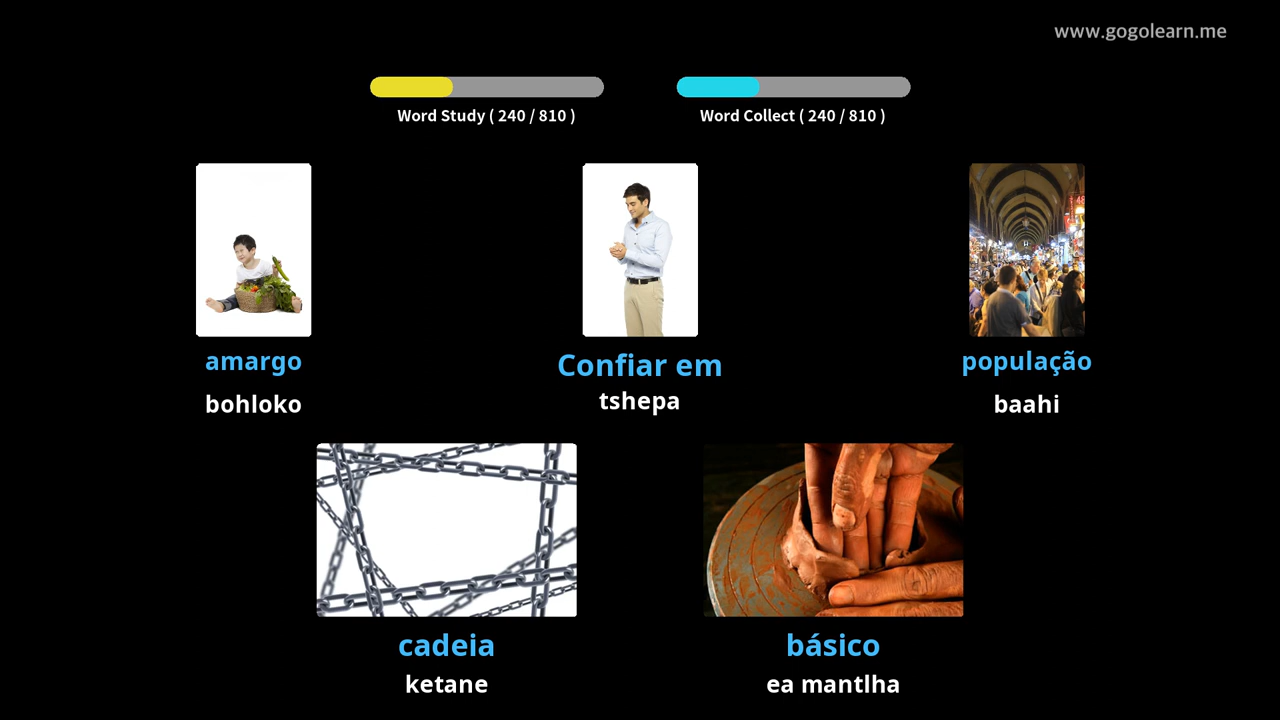 www.gogolearn.me
Word Study ( 240 / 810 )
Word Collect ( 240 / 810 )
amargo
bohloko
Confiar em
tshepa
população
baahi
cadeia
ketane
básico
ea mantlha